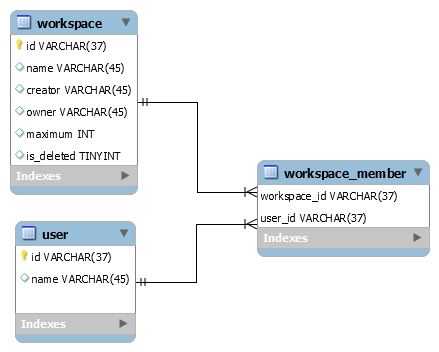 workspace
id VARCHAR(37)
name VARCHAR(45)
creator VARCHAR(45)
owner VARCHAR(45)
maximum INT
is_deleted TINYINT
Indexes
workspace_member
workspace_id VARCHAR(37)
user_id VARCHAR(37)
Indexes
user
id VARCHAR(37)
name VARCHAR(45)
Indexes